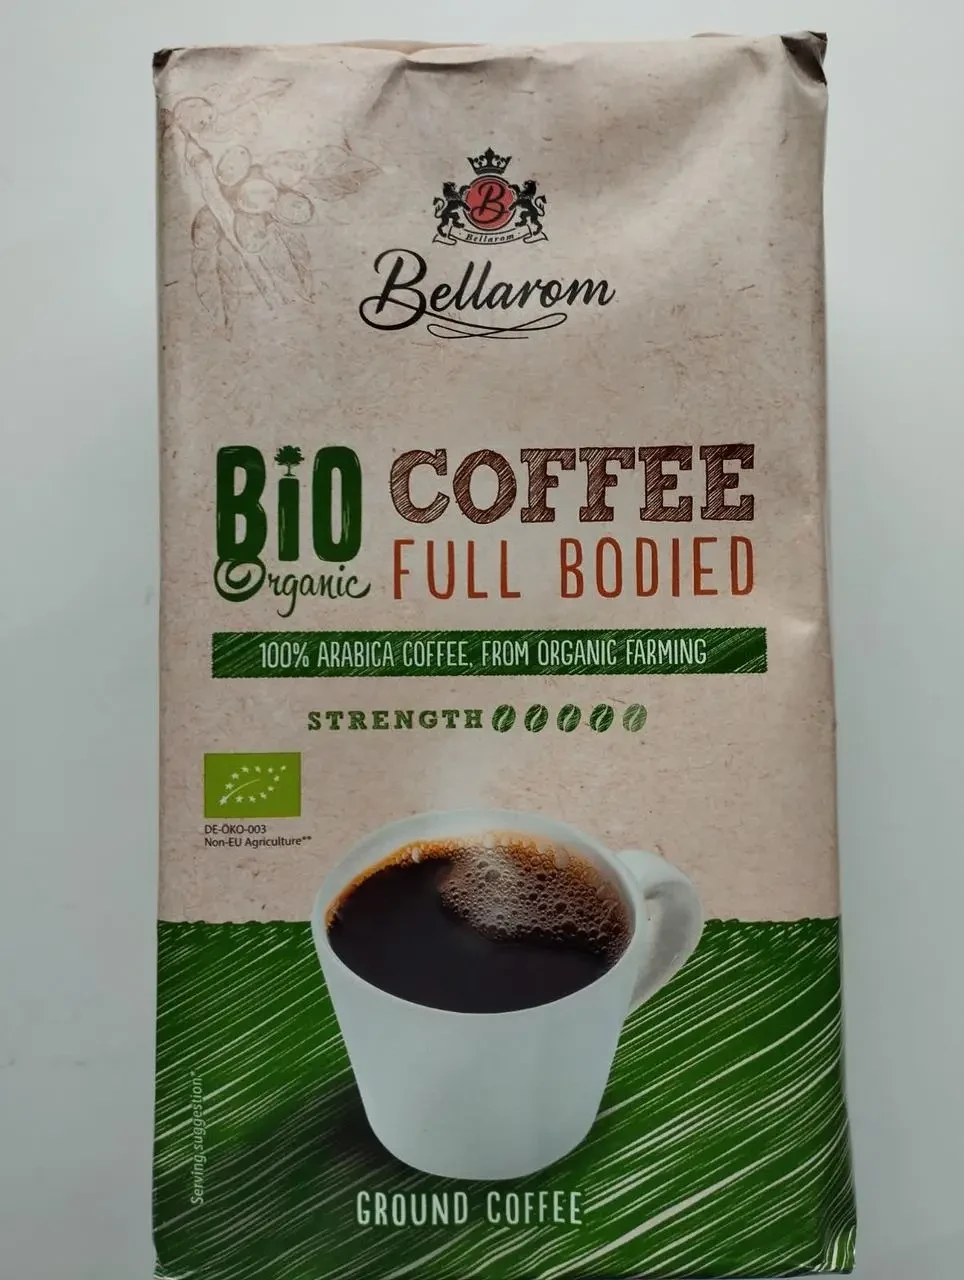 B
Bellarom
Bellarom
BiO
Organic
COFFEE
FULL BODIED
100% ARABICA COFFEE, FROM ORGANIC FARMING
STRENGTH
DE-ÖKO-003
Non-EU Agriculture**
Serving suggestion.*
GROUND COFFEE